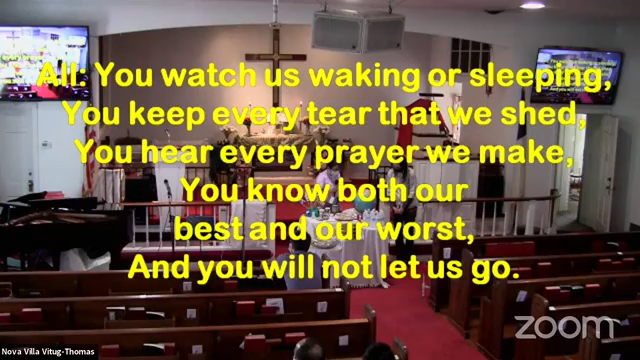 All: You watch us waking or sleeping,
You keep every tear that we shed,
You hear every prayer we make,
You know both our
best and our worst,
And you will not let us go.
zoom
Nova Villa Vitug-Thomas